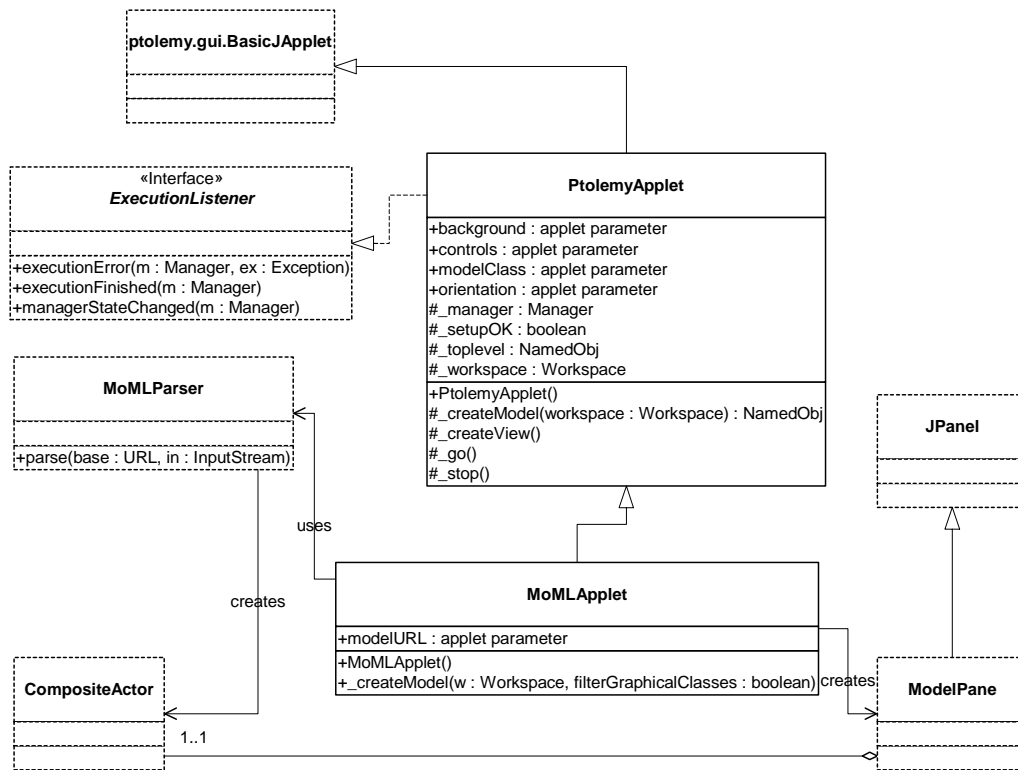 ptolemy.gui.BasicJApplet
«Interface»
ExecutionListener
+executionError(m : Manager, ex : Exception)
+executionFinished(m : Manager)
+managerStateChanged(m : Manager)
PtolemyApplet
+background : applet parameter
+controls : applet parameter
+modelClass : applet parameter
+orientation : applet parameter
#_manager : Manager
#_setupOK : boolean
#_toplevel : NamedObj
#_workspace : Workspace
+PtolemyApplet()
#_createModel(workspace : Workspace) : NamedObj
#_createView()
#_go()
#_stop()
MoMLParser
+parse(base : URL, in : InputStream)
JPanel
uses
creates
MoMLApplet
+modelURL : applet parameter
+MoMLApplet()
+_createModel(w : Workspace, filterGraphicalClasses : boolean)
creates
CompositeActor
1..1
ModelPane